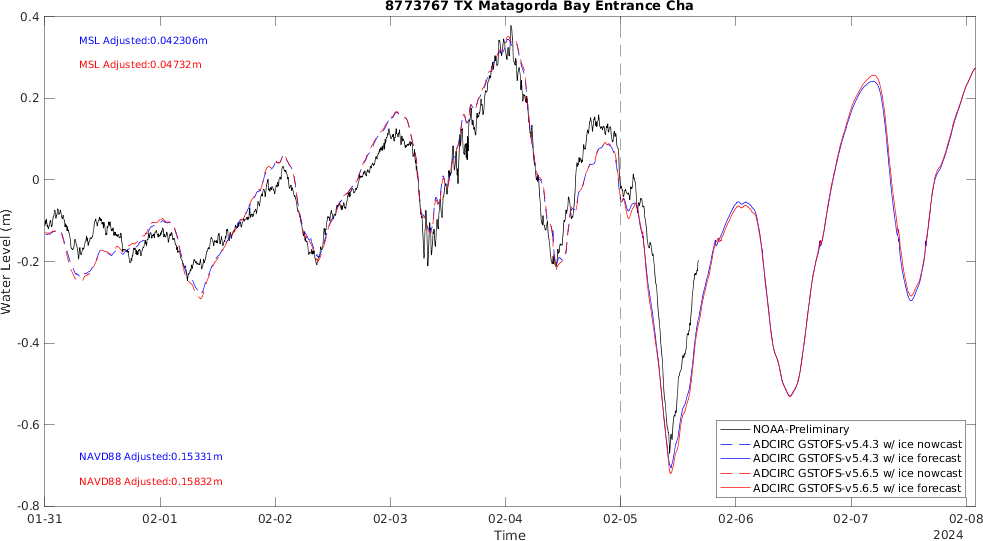 8773767 TX Matagorda Bay Entrance Cha
MSL Adjusted:0.042306m
MSL Adjusted:0.04732m
NAVD88 Adjusted:0.15331m
NAVD88 Adjusted:0.15832m
Water Level (m)
0.4
0.2
0
-0.2
-0.4
-0.6
-0.8
01-31
02-01
02-02
02-03
02-04
02-05
02-06
02-07
02-08
2024
Time
NOAA-Preliminary
ADCIRC GSTOFS-v5.4.3 w/ ice nowcast
ADCIRC GSTOFS-v5.4.3 w/ ice forecast
ADCIRC GSTOFS-v5.6.5 w/ ice nowcast
ADCIRC GSTOFS-v5.6.5 w/ ice forecast